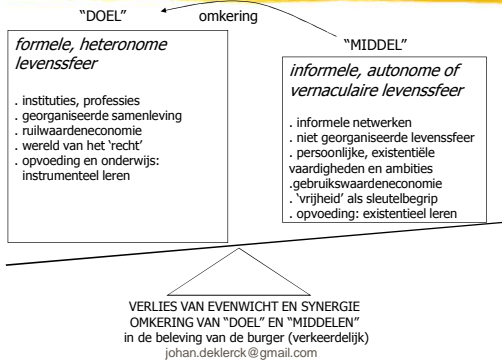 “DOEL”
omkering
“MIDDEL”
formele, heteronome
levenssfeer
. instituties, professies
. georganiseerde samenleving
. ruilwaardeneconomie
. wereld van het ‘recht’
. opvoeding en onderwijs:
instrumenteel leren
informele, autonome of
vernaculaire levenssfeer
. informele netwerken
. niet georganiseerde levenssfeer
. persoonlijke, existentiële
vaardigheden en ambities
.gebruikswaardeneconomie
. ‘vrijheid’ als sleutelbegrip
. opvoeding: existentieel leren
VERLIES VAN EVENWICHT EN SYNERGIE
OMKERING VAN “DOEL” EN “MIDDELEN”
in de beleving van de burger (verkeerdelijk)
johan.deklerck@gmail.com